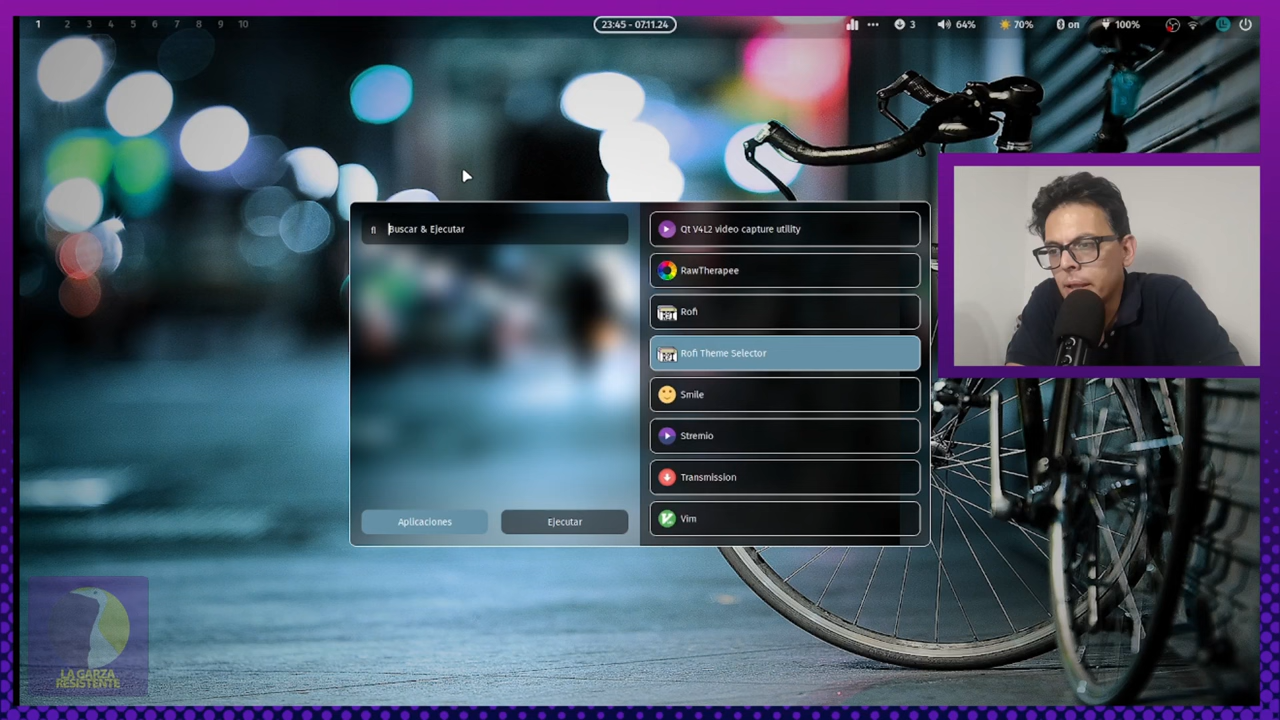 1 2 3 4 5 6 7 8 9 10
23:45 - 07.11.24
3 64% 70% on 100%
Buscar & Ejecutar
Aplicaciones
Ejecutar
Qt V4L2 video capture utility
RawTherapee
Rofi
Rofi Theme Selector
Smile
Stremio
Transmission
Vim
LA GARZA
RESISTENTE